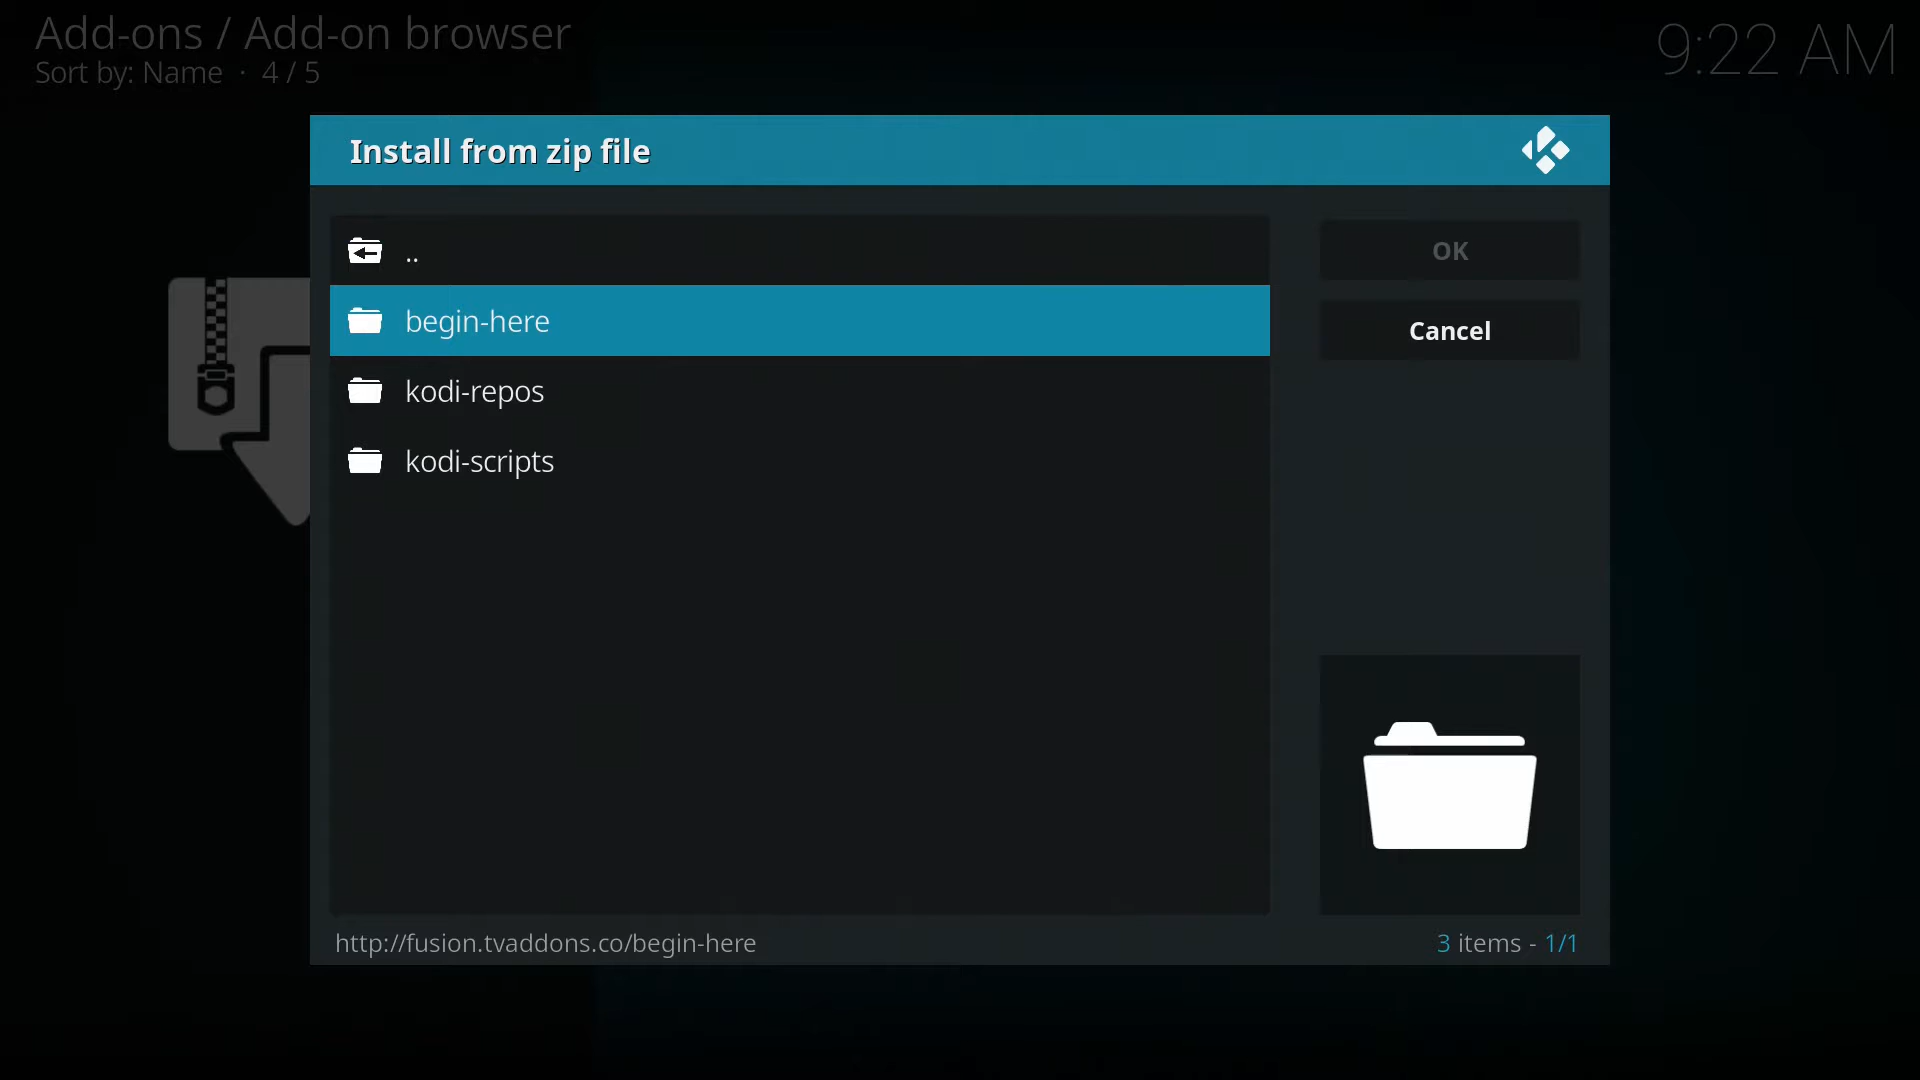 Add-ons / Add-on browser
Sort by: Name · 4 / 5
9:22 AM
Install from zip file
..
begin-here
kodi-repos
kodi-scripts
OK
Cancel
http://fusion.tvaddons.co/begin-here
3 items - 1/1